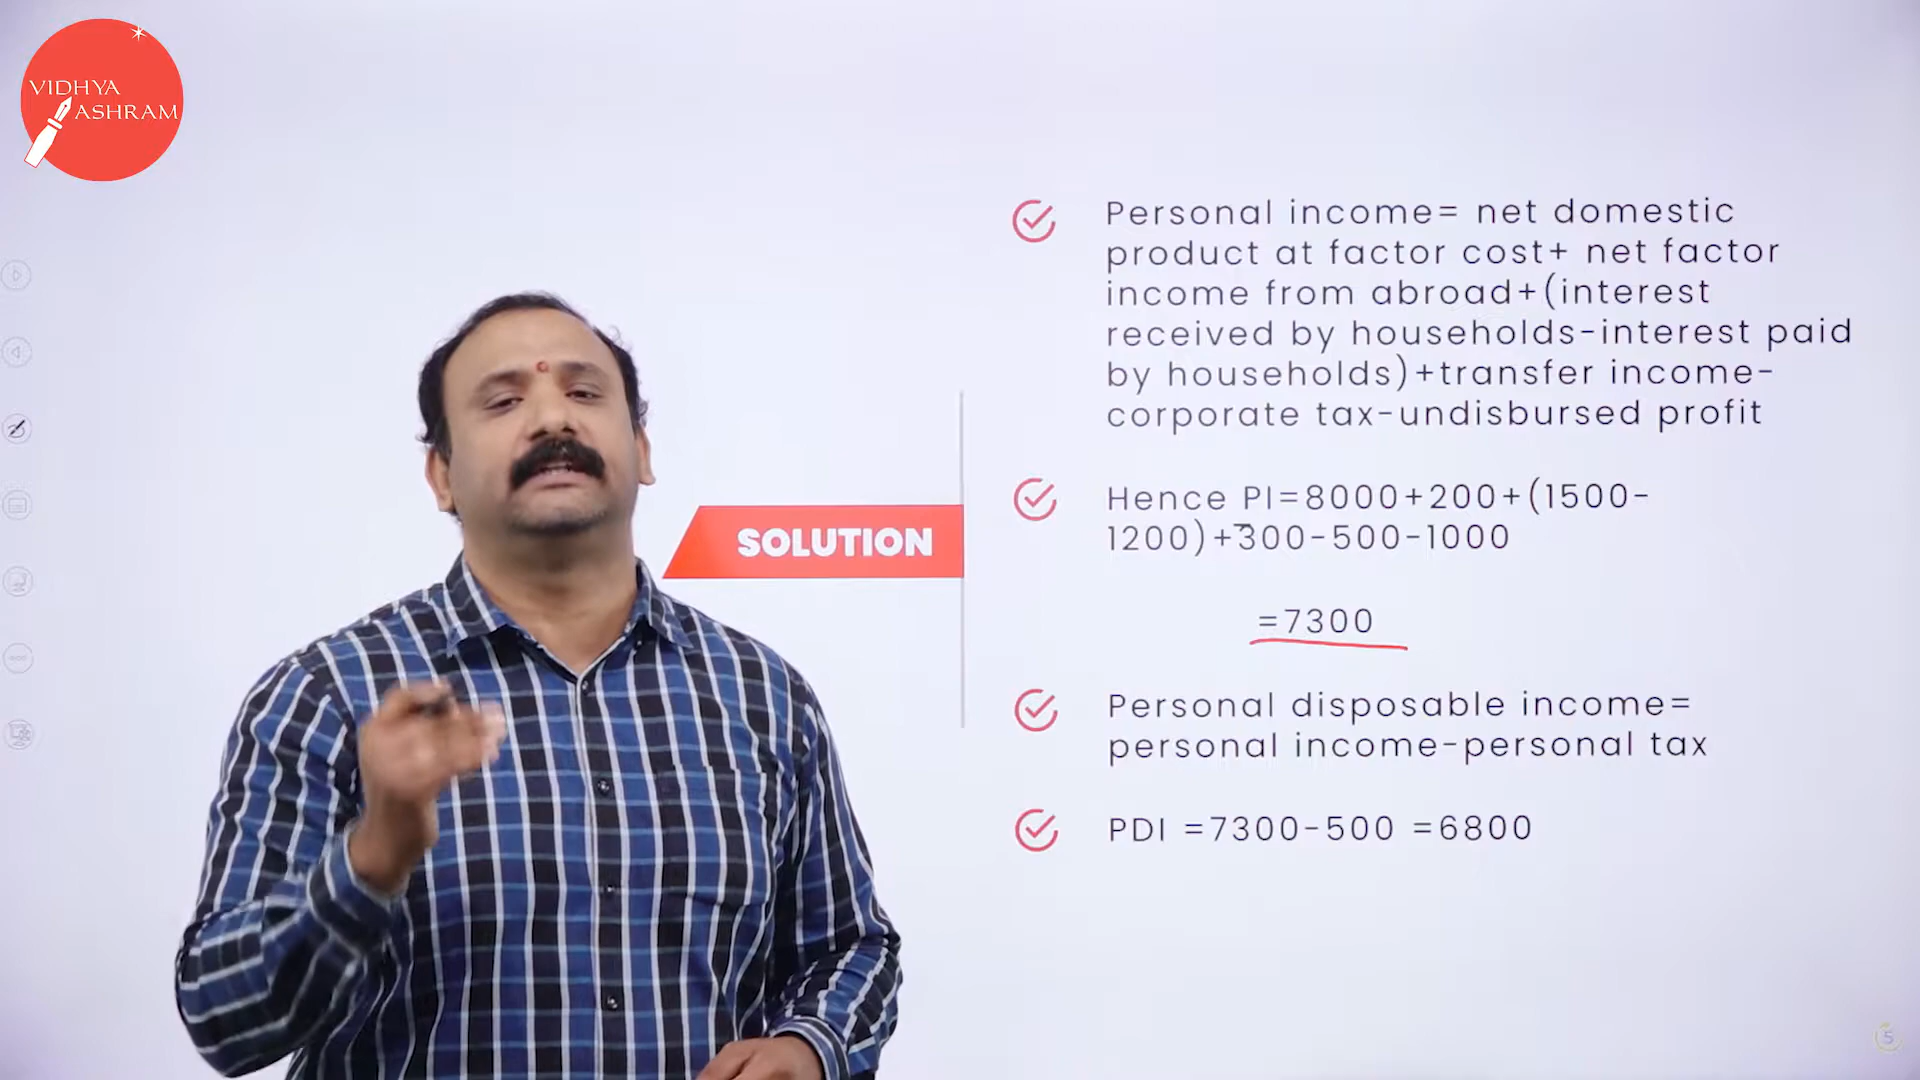 VIDHYA
ASHRAM
Personal income= net domestic
product at factor cost+ net factor
income from abroad+(interest
received by households-interest paid
by households)+transfer income-
corporate tax-undisbursed profit
Hence PI=8000+200+(1500-
1200)+300-500-1000
SOLUTION
=7300
Personal disposable income=
personal income-personal tax
PDI =7300-500 =6800
5